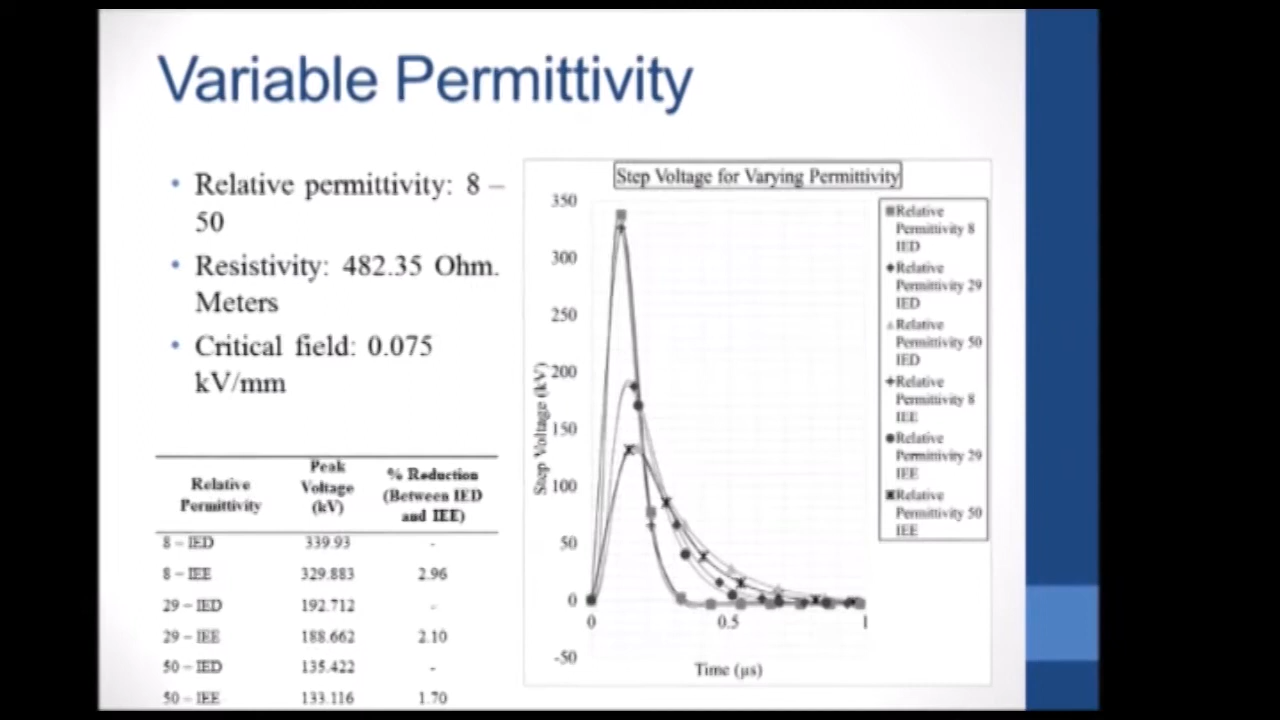 Variable Permittivity
• Relative permittivity: 8 –
50
• Resistivity: 482.35 Ohm.
Meters
• Critical field: 0.075
kV/mm
Relative
Permittivity
Peak
Voltage
(kV)
% Reduction
(Between IED
and IEE)
8 – IED 339.93 -
8 – IEE 329.883 2.96
29 – IED 192.712 -
29 – IEE 188.662 2.10
50 – IED 135.422 -
50 – IEE 133.116 1.70
Step Voltage for Varying Permittivity
Step Voltage (kV)
350
300
250
200
150
100
50
0
-50
0 0.5 1
Time (μs)
Relative
Permittivity 8
IED
Relative
Permittivity 29
IED
Relative
Permittivity 50
IED
Relative
Permittivity 8
IEE
Relative
Permittivity 29
IEE
Relative
Permittivity 50
IEE